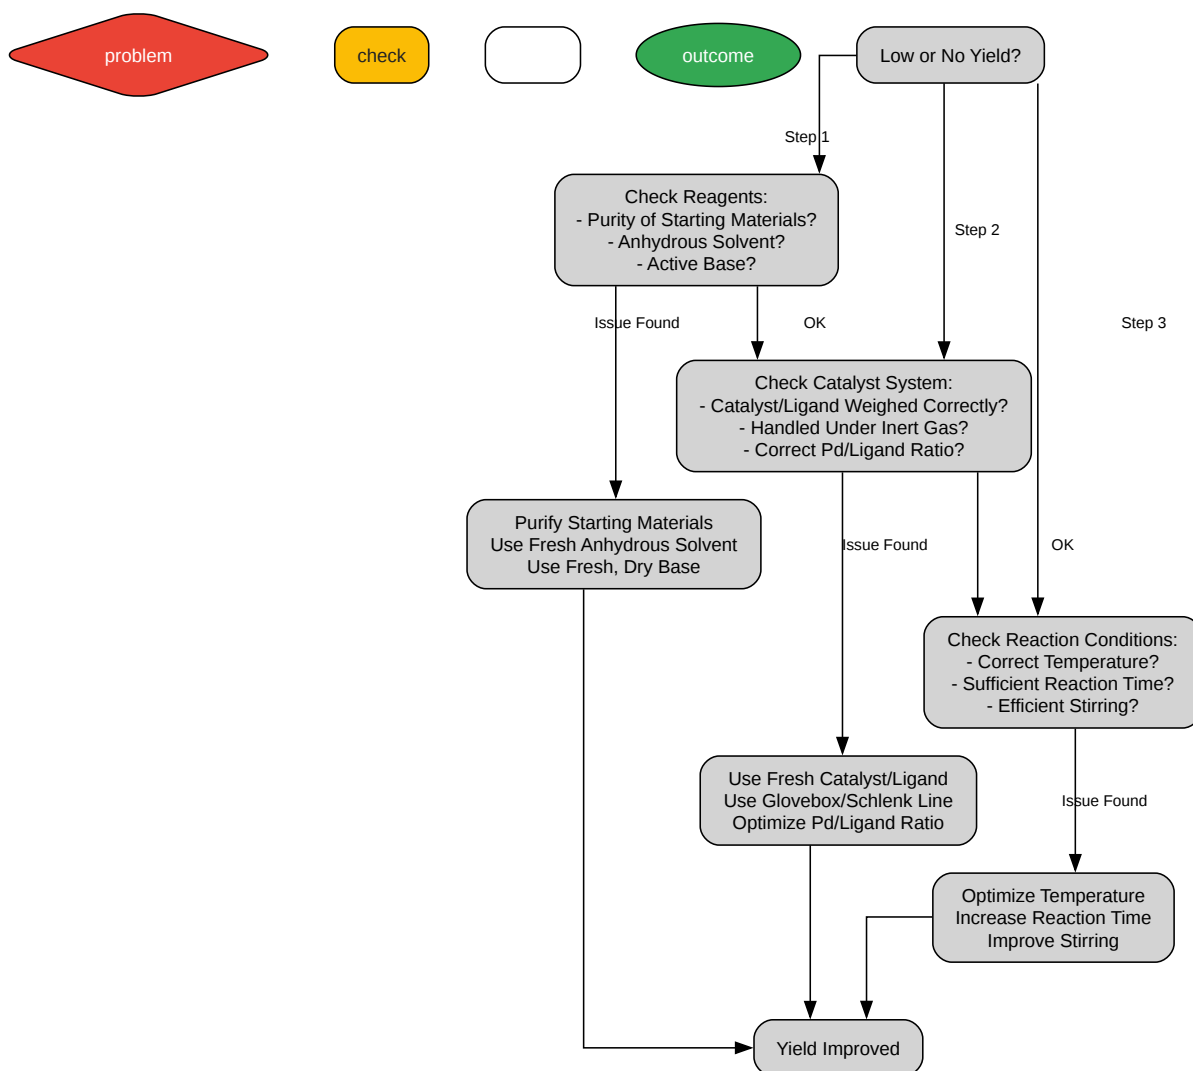 problem
check
outcome
Low or No Yield?
Step 1
Check Reagents:
- Purity of Starting Materials?
- Anhydrous Solvent?
- Active Base?
Step 2
Issue Found
OK
Step 3
Check Catalyst System:
- Catalyst/Ligand Weighed Correctly?
- Handled Under Inert Gas?
- Correct Pd/Ligand Ratio?
Purify Starting Materials
Use Fresh Anhydrous Solvent
Use Fresh, Dry Base
Issue Found
OK
Check Reaction Conditions:
- Correct Temperature?
- Sufficient Reaction Time?
- Efficient Stirring?
Use Fresh Catalyst/Ligand
Use Glovebox/Schlenk Line
Optimize Pd/Ligand Ratio
Issue Found
Optimize Temperature
Increase Reaction Time
Improve Stirring
Yield Improved